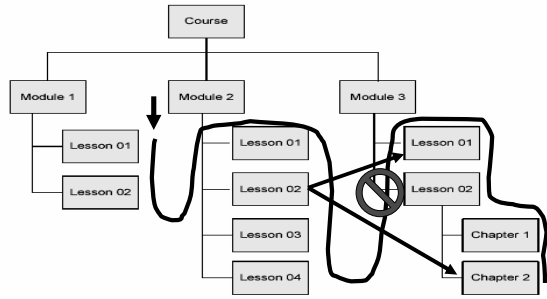 Course
Module 1
Module 2
Module 3
Lesson 01
Lesson 01
Lesson 01
Lesson 02
Lesson 02
Lesson 02
Lesson 03
Chapter 1
Lesson 04
Chapter 2